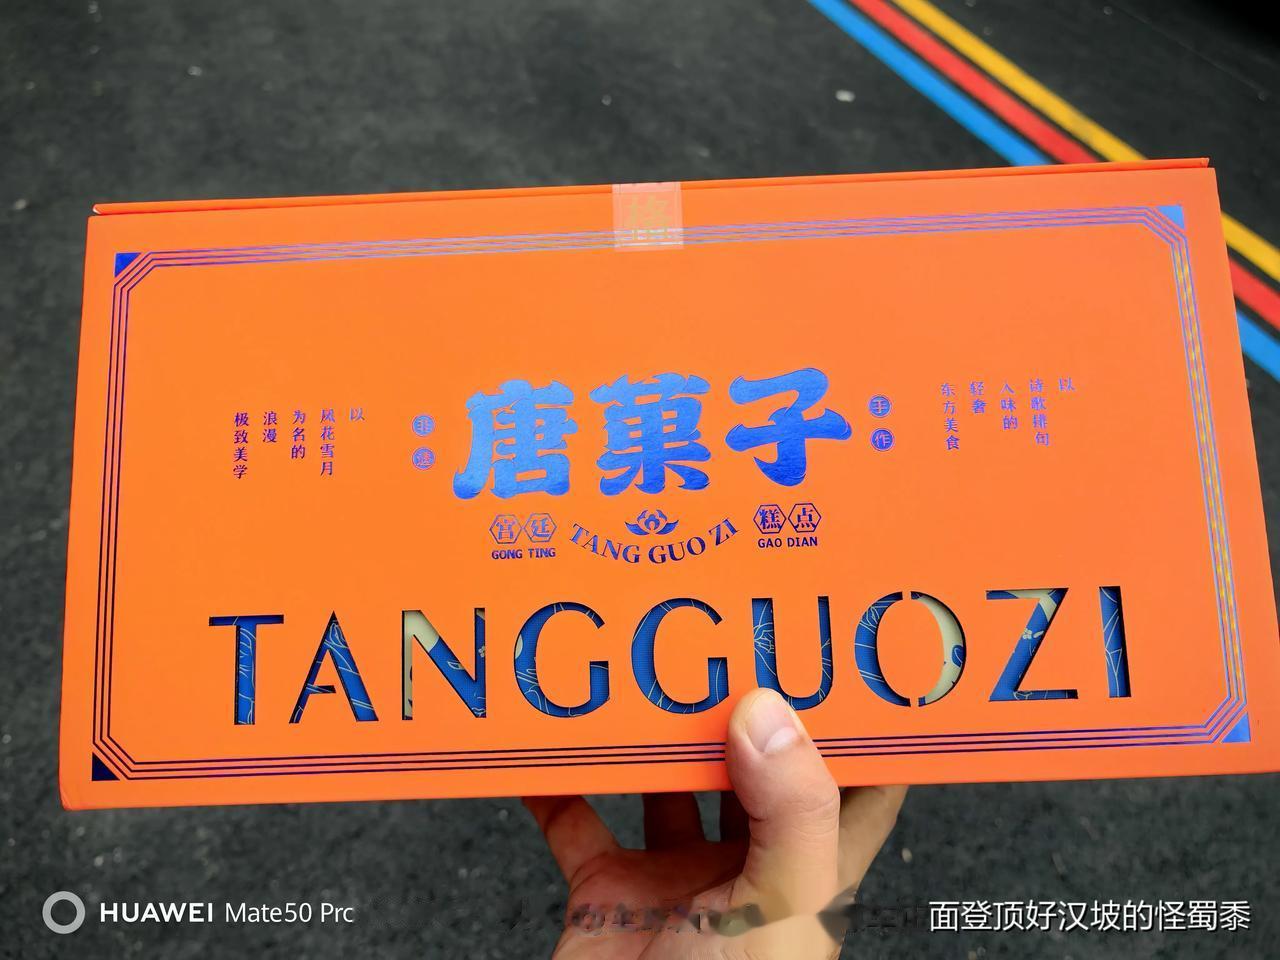 格
唐菓子
非遗
手作
以
风花雪月
为名的
浪漫
极致美学
以
诗歌排句
入味的
轻奢
东方美食
宫廷
GONG TING
TANG GUO ZI
糕点
GAO DIAN
TANGGUOZI
HUAWEI Mate50 Prc
面登顶好汉坡的怪蜀黍